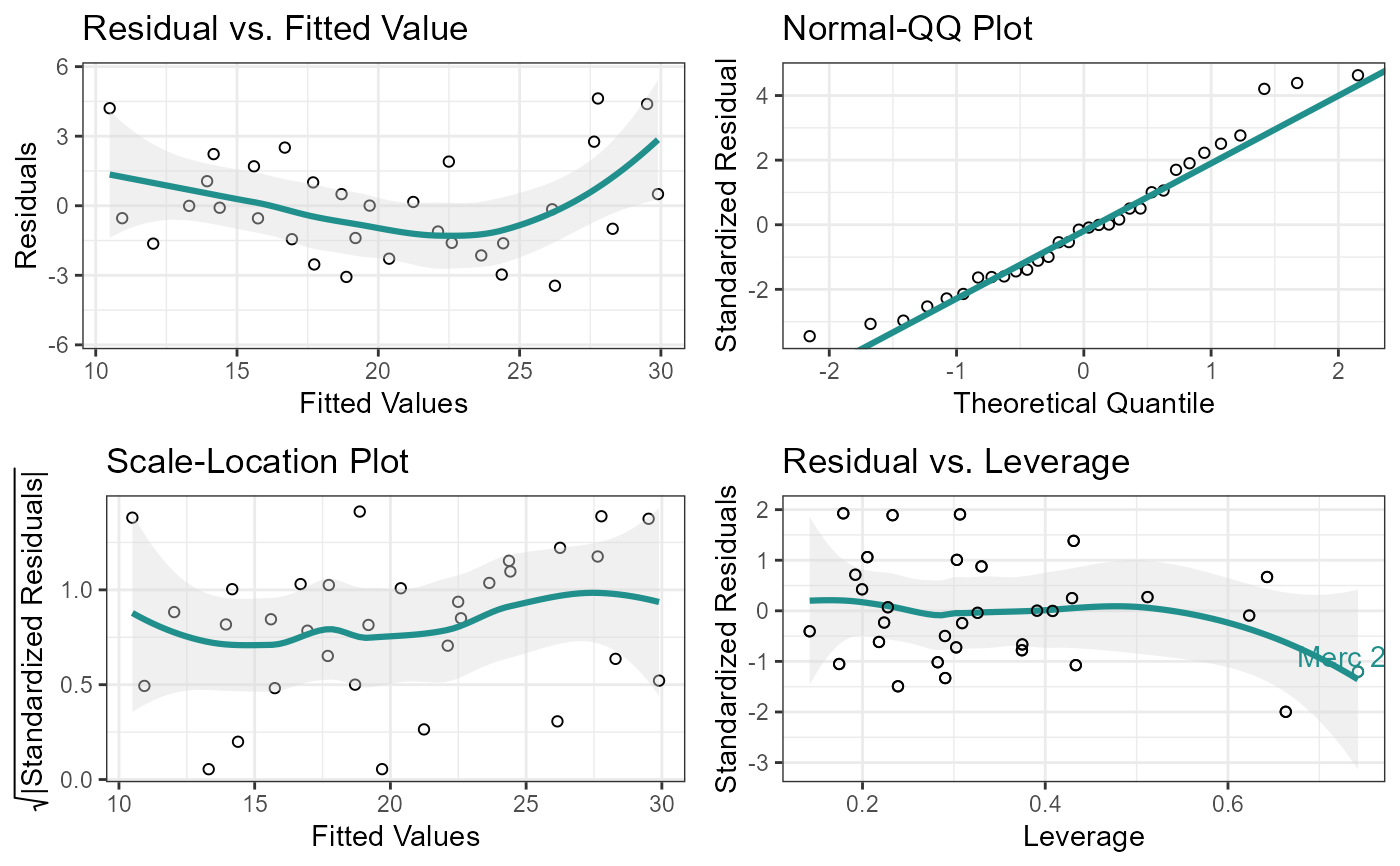 Residual vs. Fitted Value
Residuals
6
3
0
-3
-6
10 15 20 25 30
Fitted Values
Normal-QQ Plot
Standardized Residual
4
2
0
-2
-2 -1 0 1 2
Theoretical Quantile
Scale-Location Plot
√|Standardized Residuals|
1.0
0.5
0.0
10 15 20 25 30
Fitted Values
Residual vs. Leverage
Standardized Residuals
2
1
0
-1
-2
-3
Merc 2
0.2 0.4 0.6
Leverage